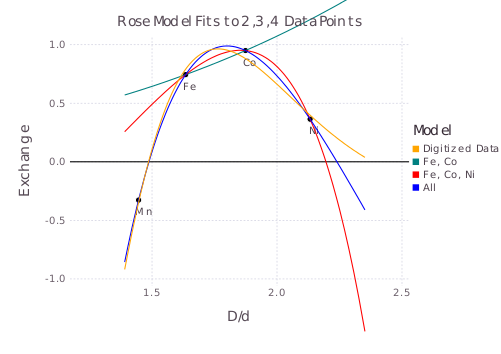 Rose Model Fits to 2,3,4 Data Points
1.0
0.5
0.0
-0.5
-1.0
Exchange
Fe
Co
Ni
Mn
1.5
2.0
2.5
D/d
Model
Digitized Data
Fe, Co
Fe, Co, Ni
All